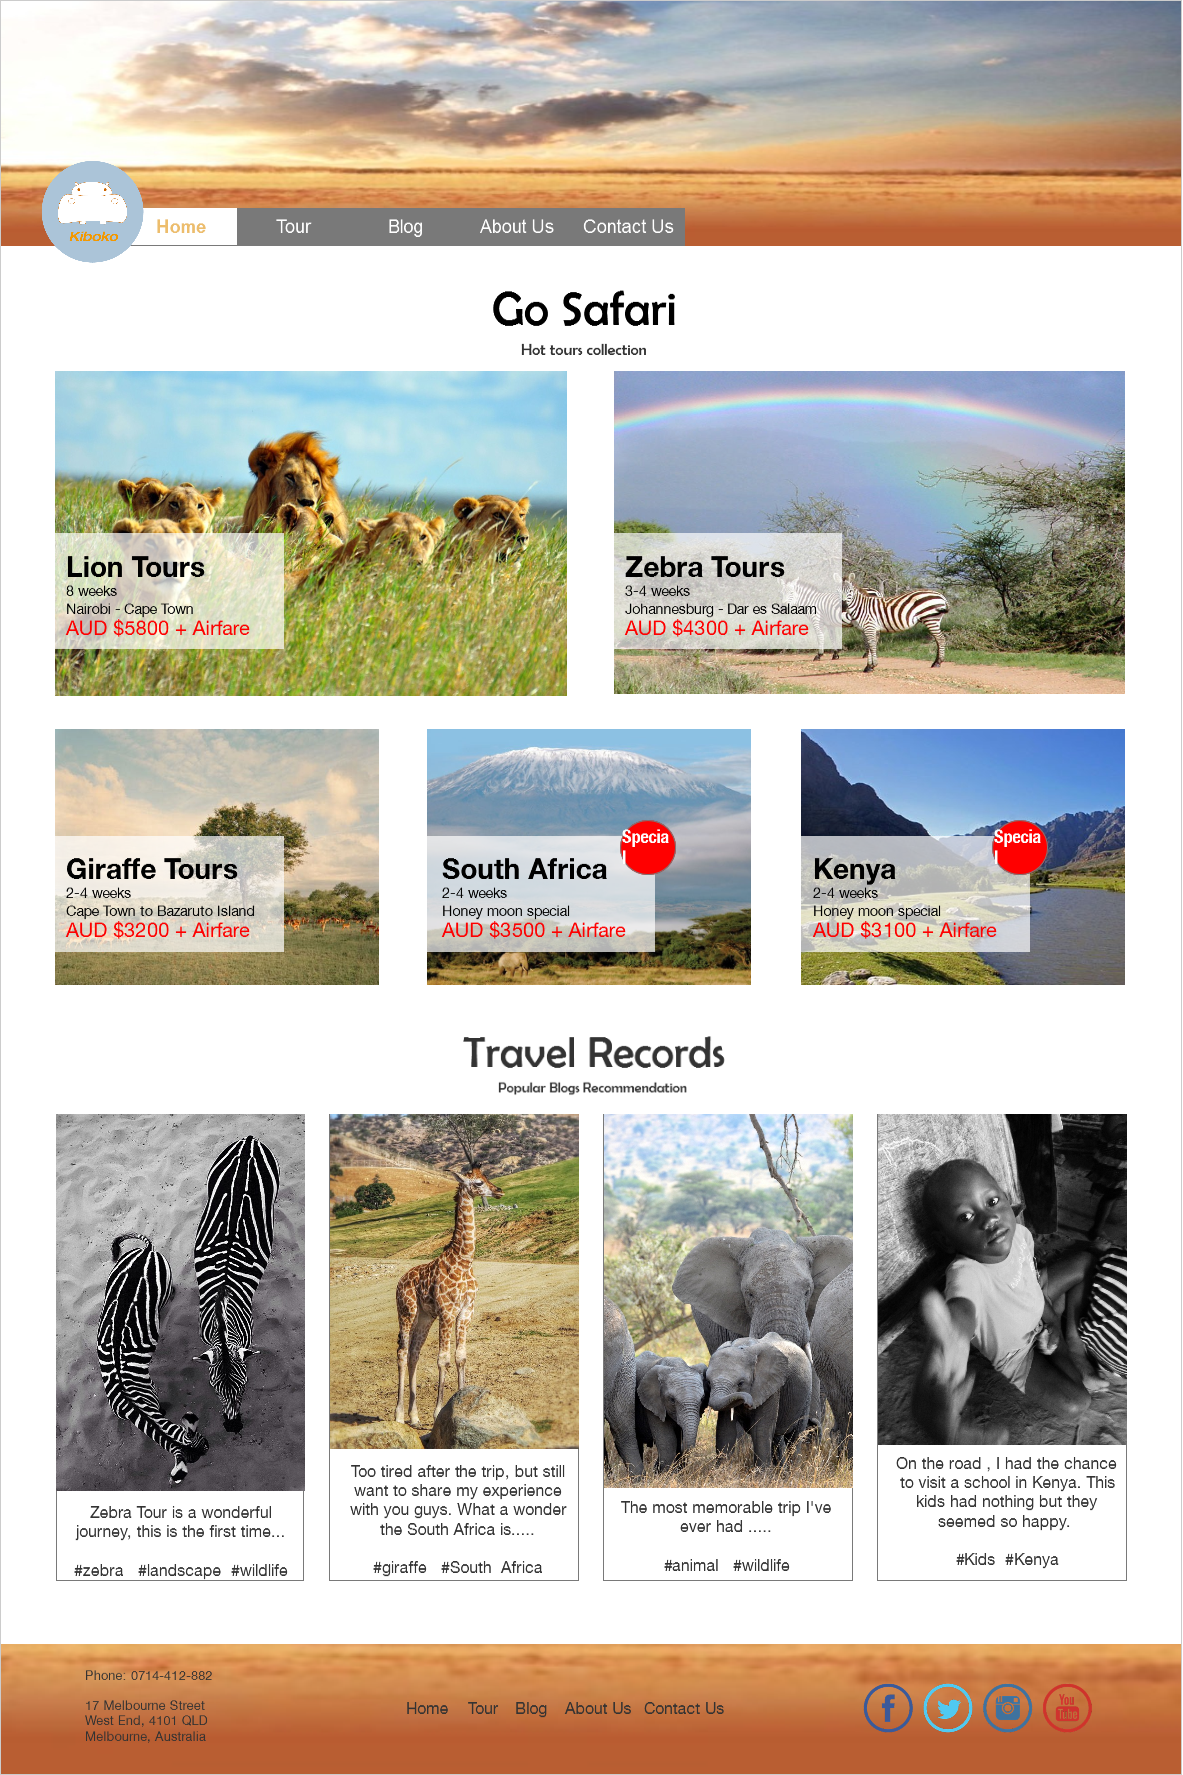 Kiboko
Home
Tour
Blog
About Us
Contact Us
Go Safari
Hot tours collection
Lion Tours
8 weeks
Nairobi - Cape Town
AUD $5800 + Airfare
Zebra Tours
3-4 weeks
Johannesburg - Dar es Salaam
AUD $4300 + Airfare
Giraffe Tours
2-4 weeks
Cape Town to Bazaruto Island
AUD $3200 + Airfare
Specia
l
South Africa
2-4 weeks
Honey moon special
AUD $3500 + Airfare
Specia
l
Kenya
2-4 weeks
Honey moon special
AUD $3100 + Airfare
Travel Records
Popular Blogs Recommendation
Zebra Tour is a wonderful
journey, this is the first time...
#zebra #landscape #wildlife
Too tired after the trip, but still
want to share my experience
with you guys. What a wonder
the South Africa is.....
#giraffe #South Africa
The most memorable trip I've
ever had .....
#animal #wildlife
On the road , I had the chance
to visit a school in Kenya. This
kids had nothing but they
seemed so happy.
#Kids #Kenya
Phone: 0714-412-882
17 Melbourne Street
West End, 4101 QLD
Melbourne, Australia
Home
Tour
Blog
About Us
Contact Us
You
Tube